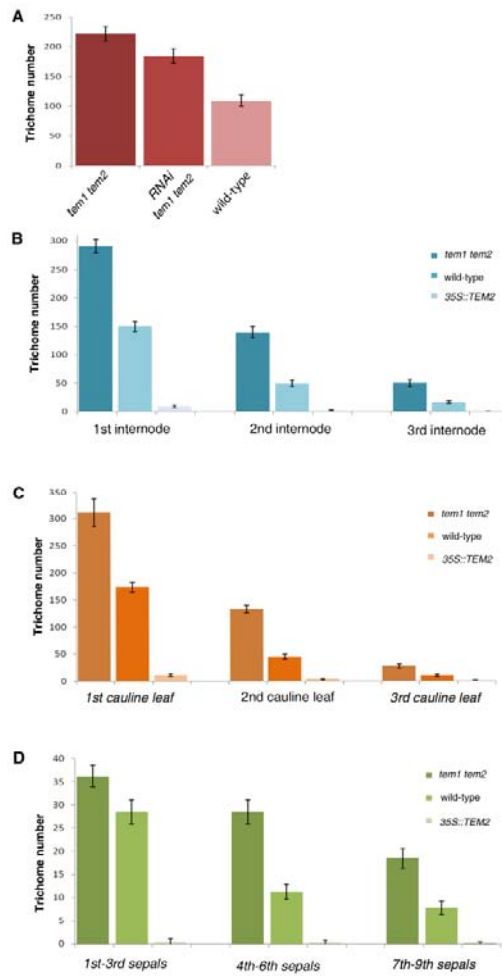 A
Trichome number
250
200
150
100
50
0
tem1 tem2
RNAi
tem1 tem2
wild-type
B
Trichome number
300
250
200
150
100
50
0
tem1 tem2
wild-type
35S::TEM2
1st internode
2nd internode
3rd internode
C
Trichome number
350
300
250
200
150
100
50
0
tem1 tem2
wild-type
35S::TEM2
1st cauline leaf
2nd cauline leaf
3rd cauline leaf
D
Trichome number
40
35
30
25
20
15
10
5
0
tem1 tem2
wild-type
35S::TEM2
1st-3rd sepals
4th-6th sepals
7th-9th sepals